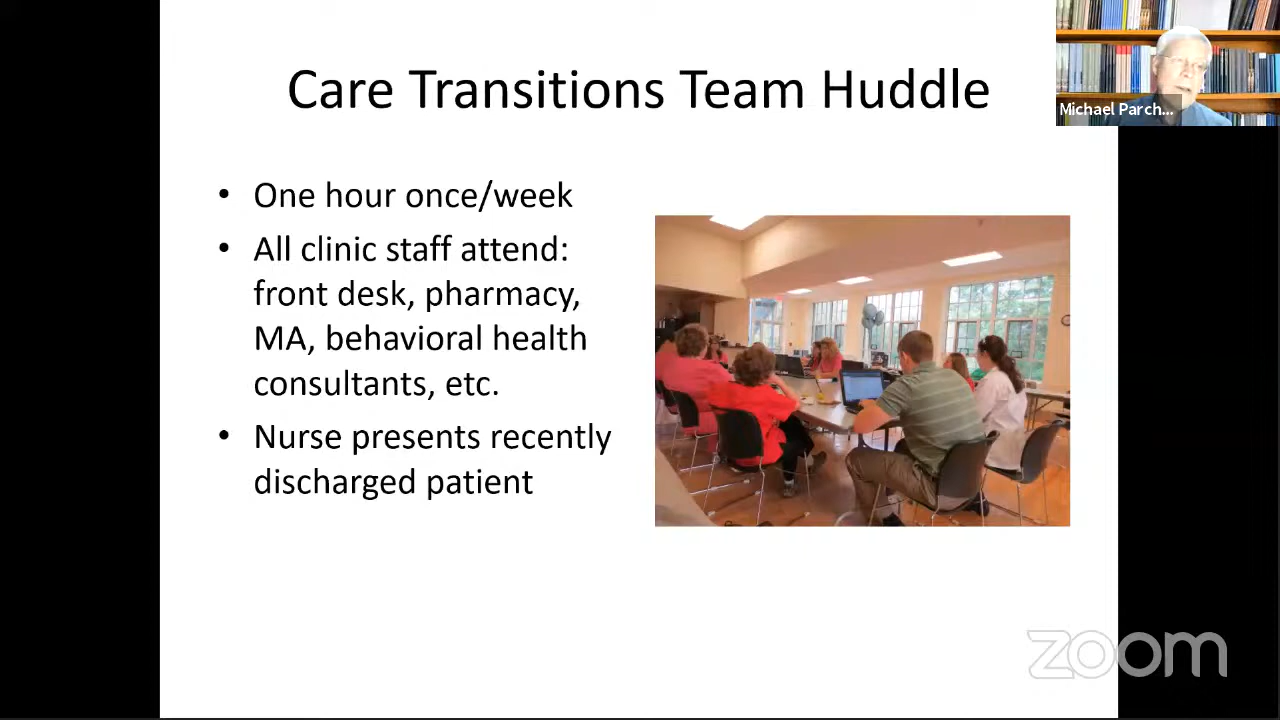 Care Transitions Team Huddle
Michael Parch...
• One hour once/week
• All clinic staff attend:
front desk, pharmacy,
MA, behavioral health
consultants, etc.
• Nurse presents recently
discharged patient
zoom